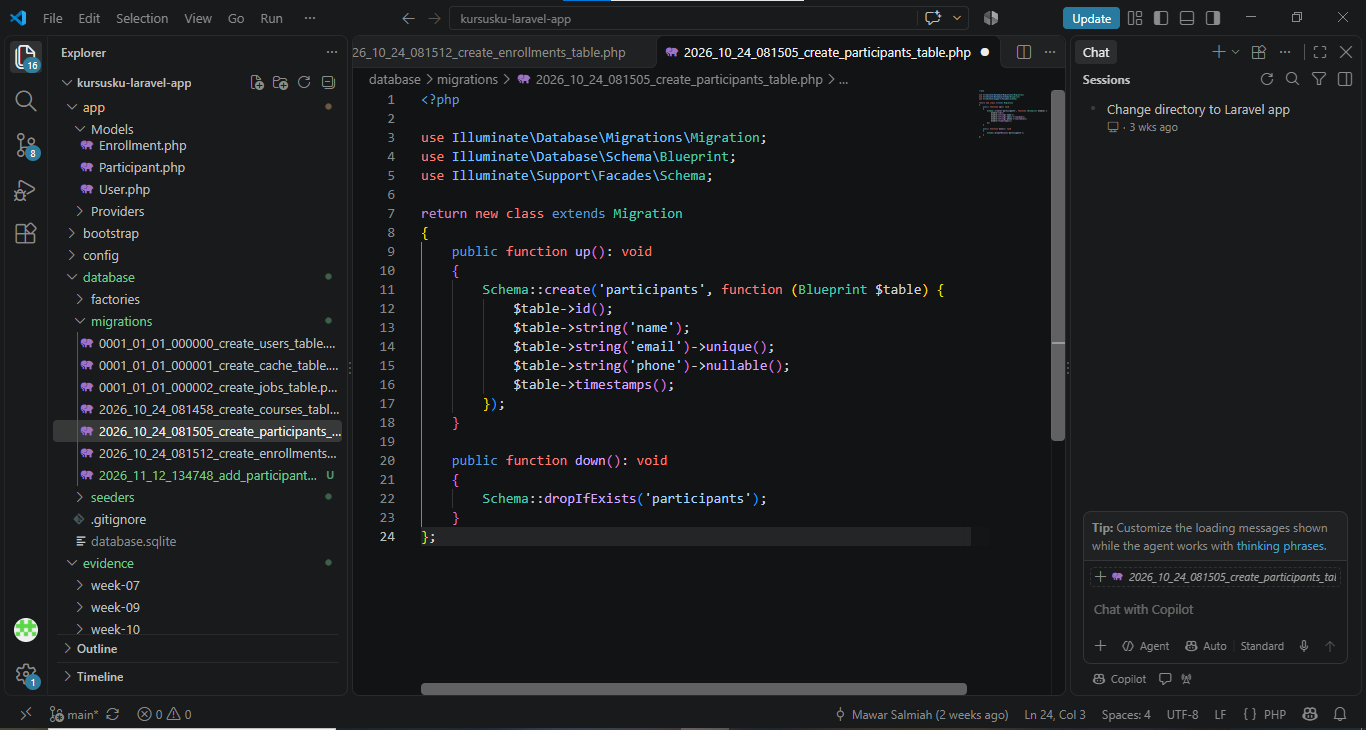 File Edit Selection View Go Run ···
kursusku-laravel-app
Update
Explorer
kursusku-laravel-app
app
Models
Enrollment.php
Participant.php
User.php
Providers
bootstrap
config
database
factories
migrations
0001_01_01_000000_create_users_table....
0001_01_01_000001_create_cache_table....
0001_01_01_000002_create_jobs_table.p...
2026_10_24_081458_create_courses_tabl...
2026_10_24_081505_create_participants_...
2026_10_24_081512_create_enrollments...
2026_11_12_134748_add_participant... U
seeders
.gitignore
database.sqlite
evidence
week-07
week-09
week-10
Outline
Timeline
26_10_24_081512_create_enrollments_table.php
2026_10_24_081505_create_participants_table.php
database > migrations > 2026_10_24_081505_create_participants_table.php > ...
1 <?php
2
3 use Illuminate\Database\Migrations\Migration;
4 use Illuminate\Database\Schema\Blueprint;
5 use Illuminate\Support\Facades\Schema;
6
7 return new class extends Migration
8 {
9 public function up(): void
10 {
11 Schema::create('participants', function (Blueprint $table) {
12 $table->id();
13 $table->string('name');
14 $table->string('email')->unique();
15 $table->string('phone')->nullable();
16 $table->timestamps();
17 });
18 }
19
20 public function down(): void
21 {
22 Schema::dropIfExists('participants');
23 }
24 };
Chat
Sessions
Change directory to Laravel app
· 3 wks ago
Tip: Customize the loading messages shown
while the agent works with thinking phrases.
2026_10_24_081505_create_participants_tal
Chat with Copilot
Agent Auto Standard
Copilot
16
8
1
main* 0 0
Mawar Salmiah (2 weeks ago) Ln 24, Col 3 Spaces: 4 UTF-8 LF { } PHP